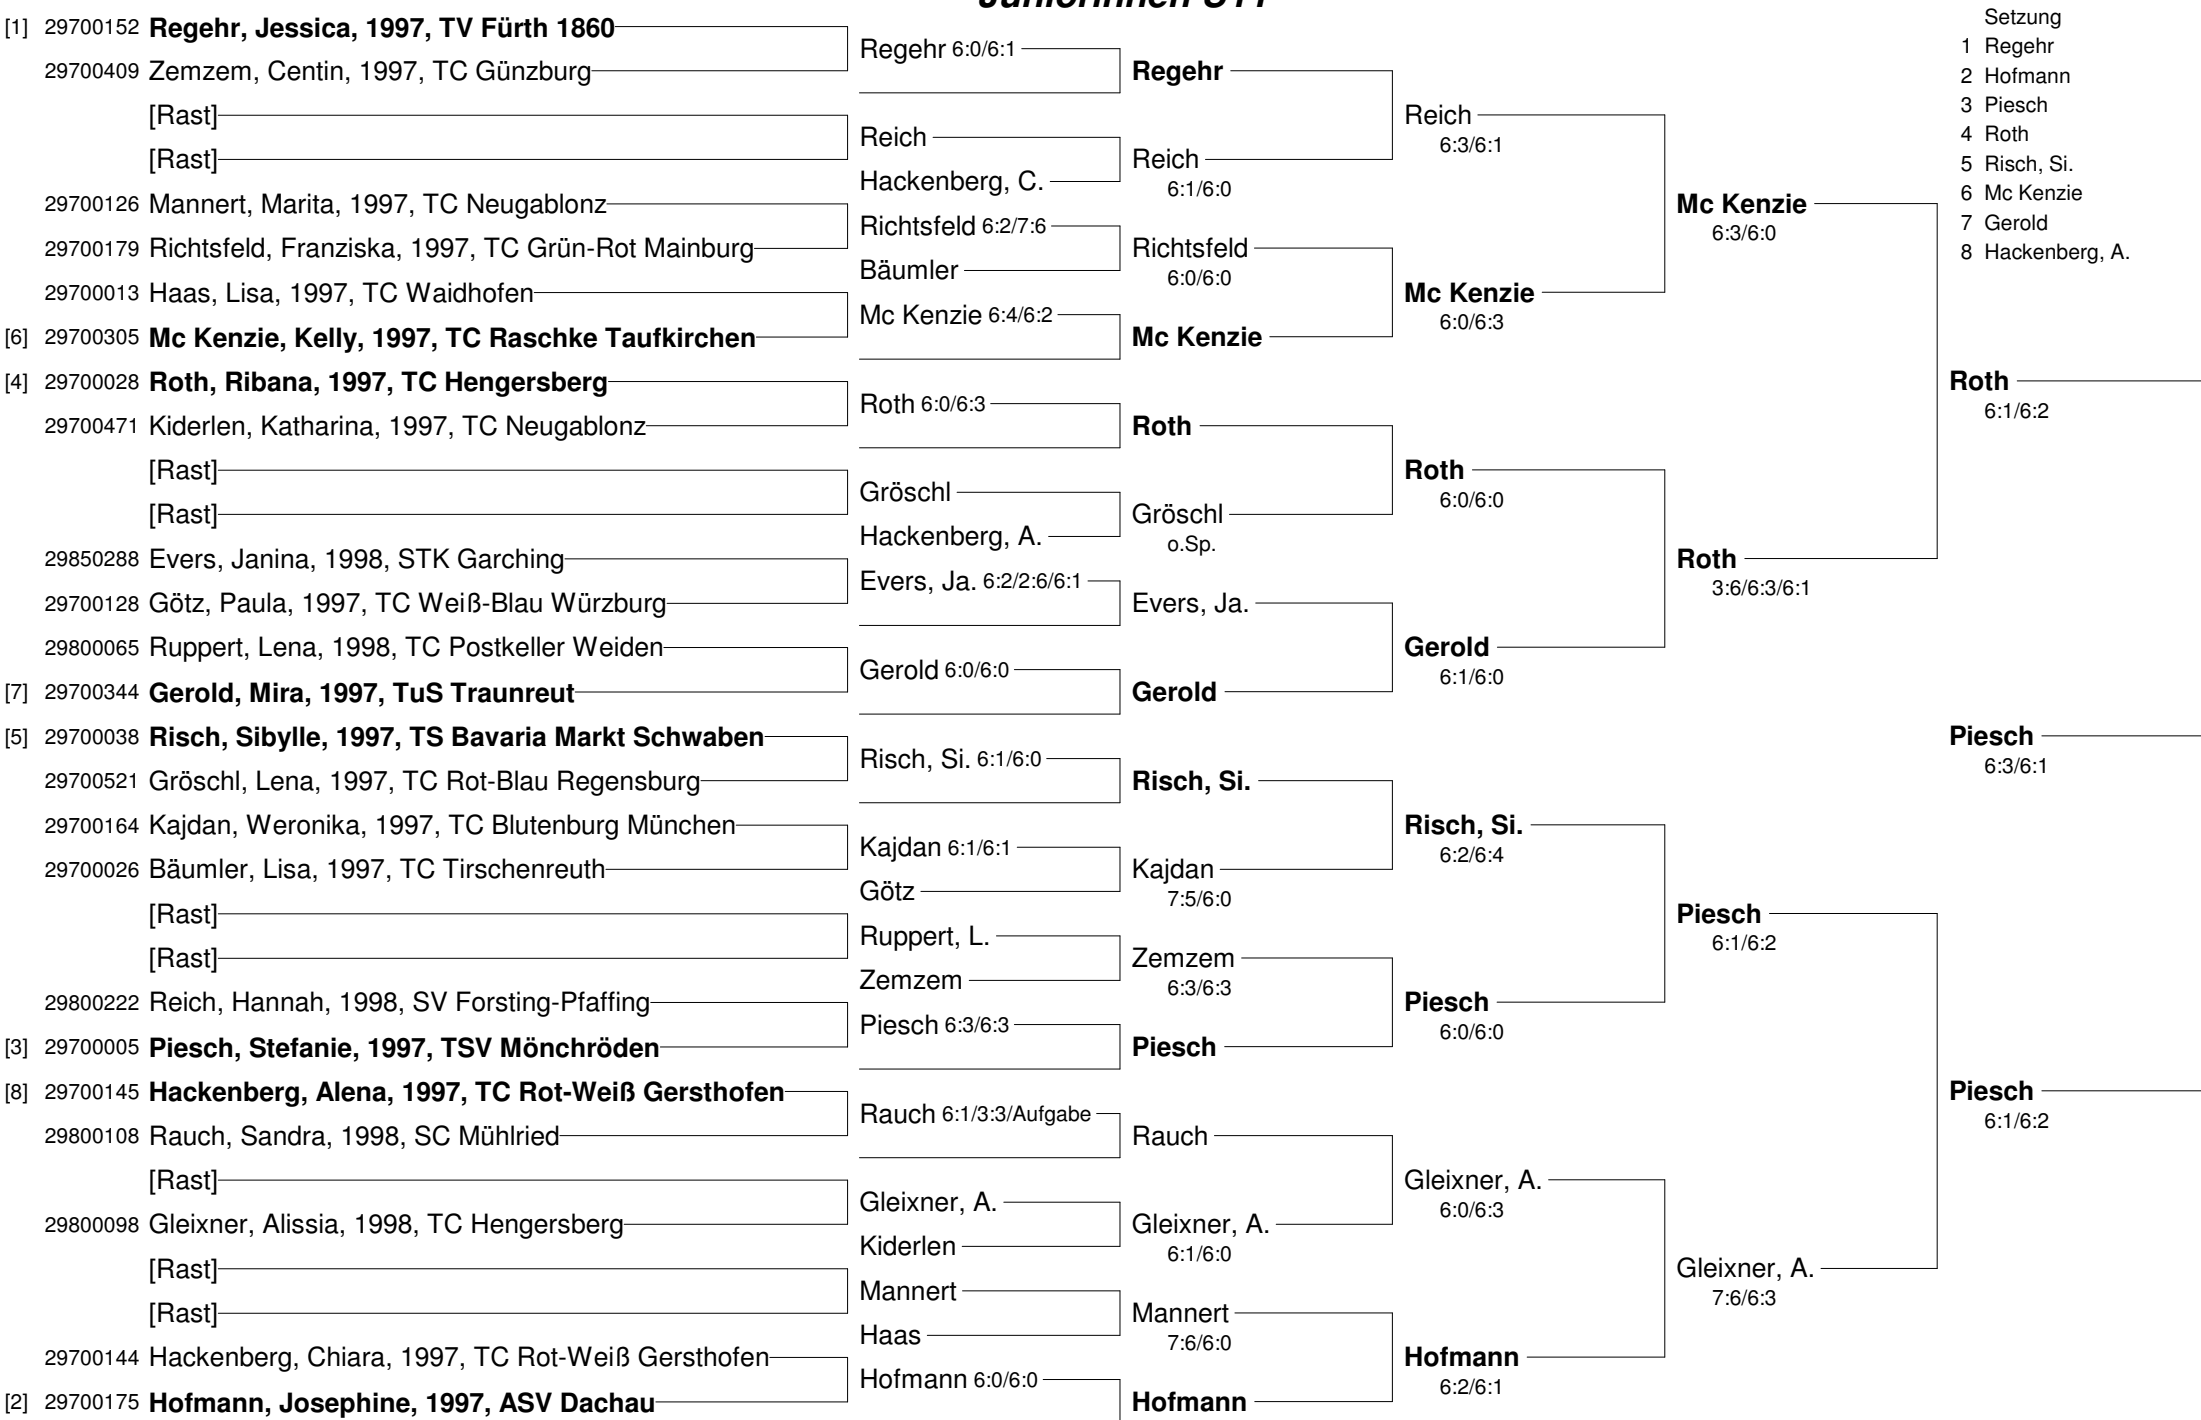 Juniorinnen U11
Setzung
1 Regehr
2 Hofmann
3 Piesch
4 Roth
5 Risch, Si.
6 Mc Kenzie
7 Gerold
8 Hackenberg, A.
[1] 29700152 Regehr, Jessica, 1997, TV Fürth 1860
29700409 Zemzem, Centin, 1997, TC Günzburg
[Rast]
[Rast]
29700126 Mannert, Marita, 1997, TC Neugablonz
29700179 Richtsfeld, Franziska, 1997, TC Grün-Rot Mainburg
29700013 Haas, Lisa, 1997, TC Waidhofen
[6] 29700305 Mc Kenzie, Kelly, 1997, TC Raschke Taufkirchen
[4] 29700028 Roth, Ribana, 1997, TC Hengersberg
29700471 Kiderlen, Katharina, 1997, TC Neugablonz
[Rast]
[Rast]
29850288 Evers, Janina, 1998, STK Garching
29700128 Götz, Paula, 1997, TC Weiß-Blau Würzburg
29800065 Ruppert, Lena, 1998, TC Postkeller Weiden
[7] 29700344 Gerold, Mira, 1997, TuS Traunreut
[5] 29700038 Risch, Sibylle, 1997, TS Bavaria Markt Schwaben
29700521 Gröschl, Lena, 1997, TC Rot-Blau Regensburg
29700164 Kajdan, Weronika, 1997, TC Blutenburg München
29700026 Bäumler, Lisa, 1997, TC Tirschenreuth
[Rast]
[Rast]
29800222 Reich, Hannah, 1998, SV Forsting-Pfaffing
[3] 29700005 Piesch, Stefanie, 1997, TSV Mönchröden
[8] 29700145 Hackenberg, Alena, 1997, TC Rot-Weiß Gersthofen
29800108 Rauch, Sandra, 1998, SC Mühlried
[Rast]
29800098 Gleixner, Alissia, 1998, TC Hengersberg
[Rast]
[Rast]
29700144 Hackenberg, Chiara, 1997, TC Rot-Weiß Gersthofen
[2] 29700175 Hofmann, Josephine, 1997, ASV Dachau
Regehr 6:0/6:1
Reich
Hackenberg, C.
Richtsfeld 6:2/7:6
Bäumler
Mc Kenzie 6:4/6:2
Roth 6:0/6:3
Gröschl
Hackenberg, A.
Evers, Ja. 6:2/2:6/6:1
Gerold 6:0/6:0
Risch, Si. 6:1/6:0
Kajdan 6:1/6:1
Götz
Ruppert, L.
Zemzem
Piesch 6:3/6:3
Rauch 6:1/3:3/Aufgabe
Gleixner, A.
Kiderlen
Mannert
Haas
Hofmann 6:0/6:0
Regehr
Reich
6:1/6:0
Richtsfeld
6:0/6:0
Mc Kenzie
Roth
Gröschl
o.Sp.
Evers, Ja.
Gerold
Risch, Si.
Kajdan
7:5/6:0
Zemzem
6:3/6:3
Piesch
Rauch
Gleixner, A.
6:1/6:0
Mannert
7:6/6:0
Hofmann
Reich
6:3/6:1
Mc Kenzie
6:0/6:3
Roth
6:0/6:0
Gerold
6:1/6:0
Risch, Si.
6:2/6:4
Piesch
6:0/6:0
Gleixner, A.
6:0/6:3
Hofmann
6:2/6:1
Mc Kenzie
6:3/6:0
Roth
3:6/6:3/6:1
Piesch
6:1/6:2
Gleixner, A.
7:6/6:3
Roth
6:1/6:2
Piesch
6:3/6:1
Piesch
6:1/6:2